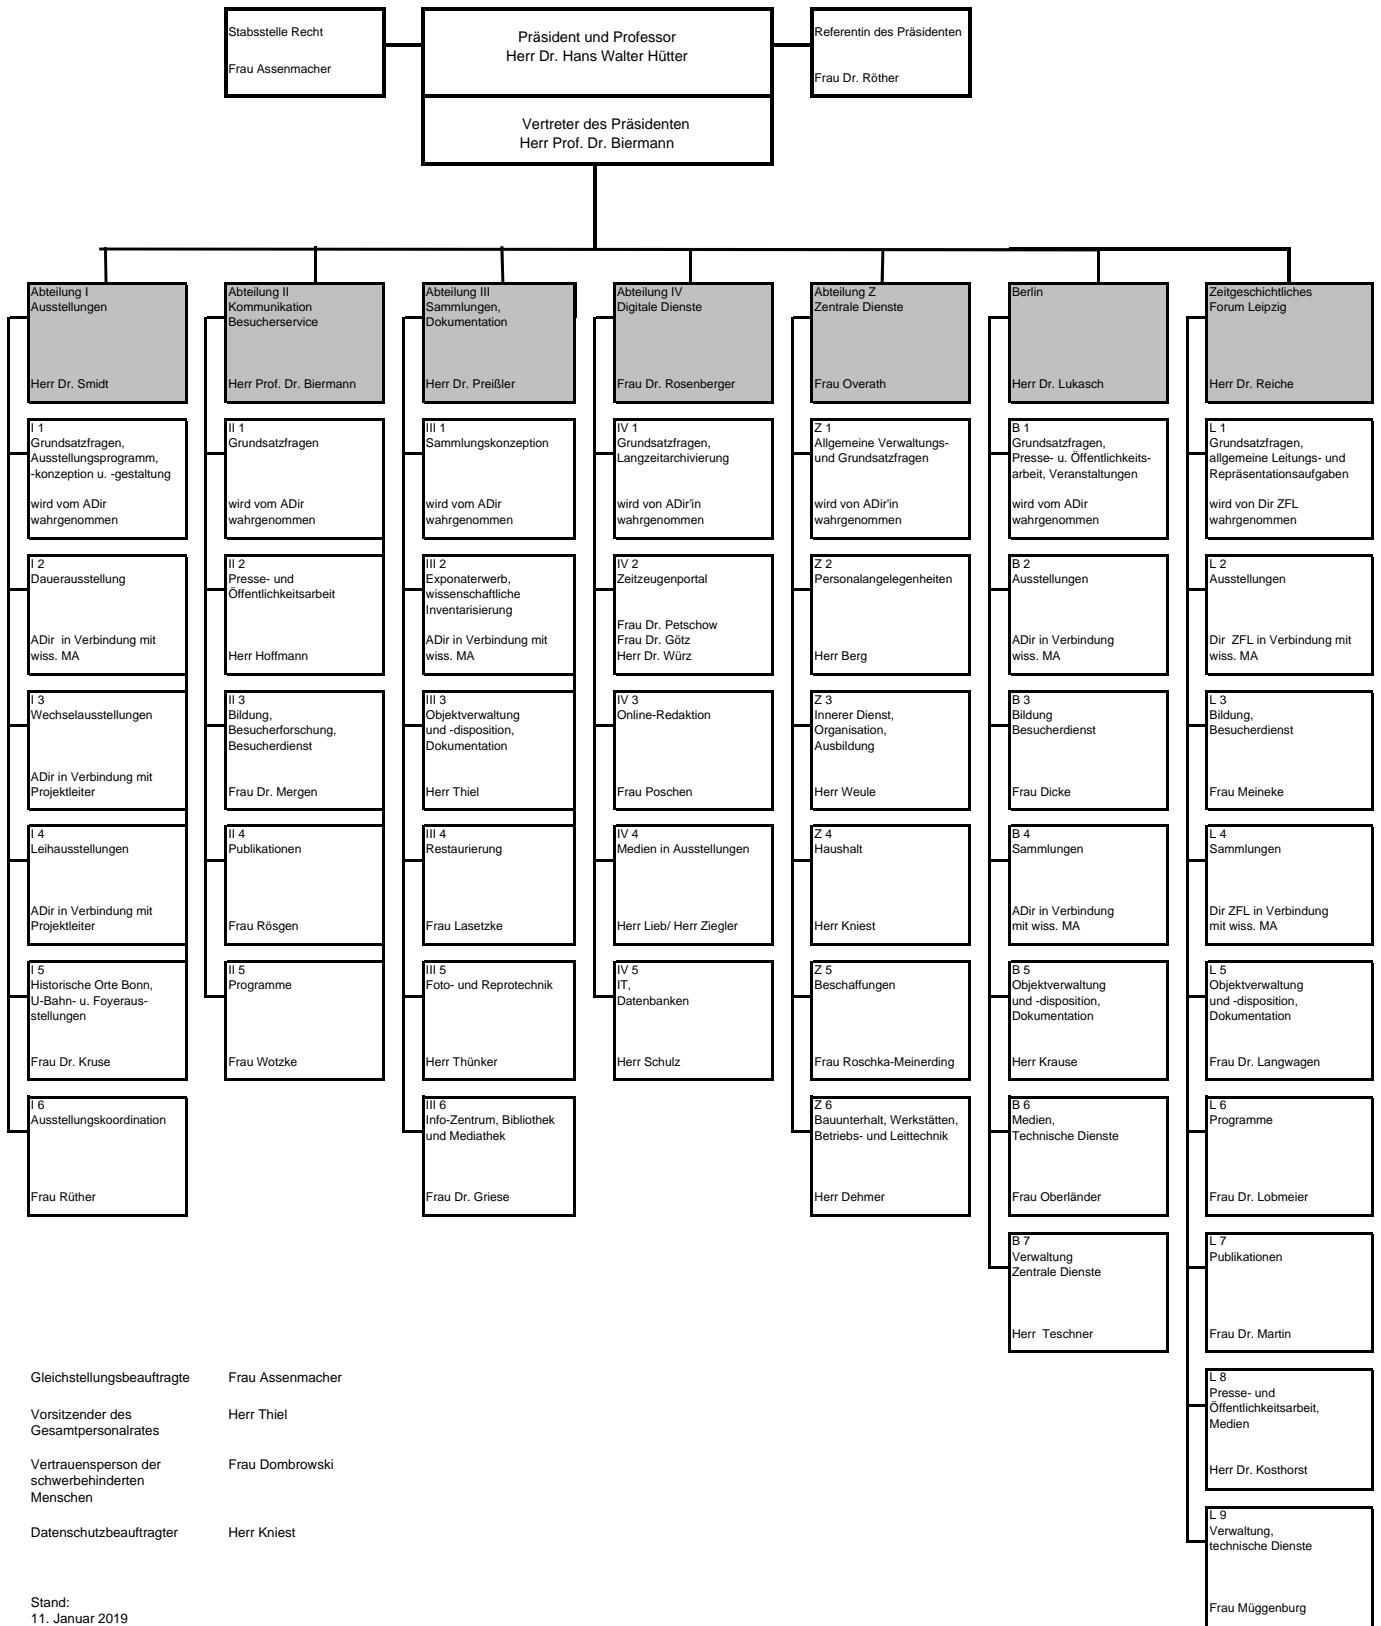 Stabsstelle Recht
Frau Assenmacher
Präsident und Professor
Herr Dr. Hans Walter Hütter
Vertreter des Präsidenten
Herr Prof. Dr. Biermann
Referentin des Präsidenten
Frau Dr. Röther
Abteilung I
Ausstellungen
Herr Dr. Smidt
I 1
Grundsatzfragen,
Ausstellungsprogramm,
-konzeption u. -gestaltung
wird vom ADir
wahrgenommen
I 2
Dauerausstellung
ADir  in Verbindung mit
wiss. MA
I 3
Wechselausstellungen
ADir in Verbindung mit
Projektleiter
I 4
Leihausstellungen
ADir in Verbindung mit
Projektleiter
I 5
Historische Orte Bonn,
U-Bahn- u. Foyeraus-
stellungen
Frau Dr. Kruse
I 6
Ausstellungskoordination
Frau Rüther
Abteilung II
Kommunikation
Besucherservice
Herr Prof. Dr. Biermann
II 1
Grundsatzfragen
wird vom ADir
wahrgenommen
II 2
Presse- und
Öffentlichkeitsarbeit
Herr Hoffmann
II 3
Bildung,
Besucherforschung,
Besucherdienst
Frau Dr. Mergen
II 4
Publikationen
Frau Rösgen
II 5
Programme
Frau Wotzke
Abteilung III
Sammlungen,
Dokumentation
Herr Dr. Preißler
III 1
Sammlungskonzeption
wird vom ADir
wahrgenommen
III 2
Exponaterwerb,
wissenschaftliche
Inventarisierung
ADir in Verbindung mit
wiss. MA
III 3
Objektverwaltung
und -disposition,
Dokumentation
Herr Thiel
III 4
Restaurierung
Frau Lasetzke
III 5
Foto- und Reprotechnik
Herr Thünker
III 6
Info-Zentrum, Bibliothek
und Mediathek
Frau Dr. Griese
Abteilung IV
Digitale Dienste
Frau Dr. Rosenberger
IV 1
Grundsatzfragen,
Langzeitarchivierung
wird von ADir'in
wahrgenommen
IV 2
Zeitzeugenportal
Frau Dr. Petschow
Frau Dr. Götz
Herr Dr. Würz
IV 3
Online-Redaktion
Frau Poschen
IV 4
Medien in Ausstellungen
Herr Lieb/ Herr Ziegler
IV 5
IT,
Datenbanken
Herr Schulz
Abteilung Z
Zentrale Dienste
Frau Overath
Z 1
Allgemeine Verwaltungs-
und Grundsatzfragen
wird von ADir'in
wahrgenommen
Z 2
Personalangelegenheiten
Herr Berg
Z 3
Innerer Dienst,
Organisation,
Ausbildung
Herr Weule
Z 4
Haushalt
Herr Kniest
Z 5
Beschaffungen
Frau Roschka-Meinerding
Z 6
Bauunterhalt, Werkstätten,
Betriebs- und Leittechnik
Herr Dehmer
Berlin
Herr Dr. Lukasch
B 1
Grundsatzfragen,
Presse- u. Öffentlichkeits-
arbeit, Veranstaltungen
wird vom ADir
wahrgenommen
B 2
Ausstellungen
ADir in Verbindung
wiss. MA
B 3
Bildung
Besucherdienst
Frau Dicke
B 4
Sammlungen
ADir in Verbindung
mit wiss. MA
B 5
Objektverwaltung
und -disposition,
Dokumentation
Herr Krause
B 6
Medien,
Technische Dienste
Frau Oberländer
B 7
Verwaltung
Zentrale Dienste
Herr  Teschner
Zeitgeschichtliches
Forum Leipzig
Herr Dr. Reiche
L 1
Grundsatzfragen,
allgemeine Leitungs- und
Repräsentationsaufgaben
wird von Dir ZFL
wahrgenommen
L 2
Ausstellungen
Dir  ZFL in Verbindung mit
wiss. MA
L 3
Bildung,
Besucherdienst
Frau Meineke
L 4
Sammlungen
Dir ZFL in Verbindung
mit wiss. MA
L 5
Objektverwaltung
und -disposition,
Dokumentation
Frau Dr. Langwagen
L 6
Programme
Frau Dr. Lobmeier
L 7
Publikationen
Frau Dr. Martin
L 8
Presse- und
Öffentlichkeitsarbeit,
Medien
Herr Dr. Kosthorst
L 9
Verwaltung,
technische Dienste
Frau Müggenburg
Gleichstellungsbeauftragte Frau Assenmacher
Vorsitzender des Herr Thiel
Gesamtpersonalrates
Vertrauensperson der Frau Dombrowski
schwerbehinderten
Menschen
Datenschutzbeauftragter Herr Kniest
Stand:
11. Januar 2019